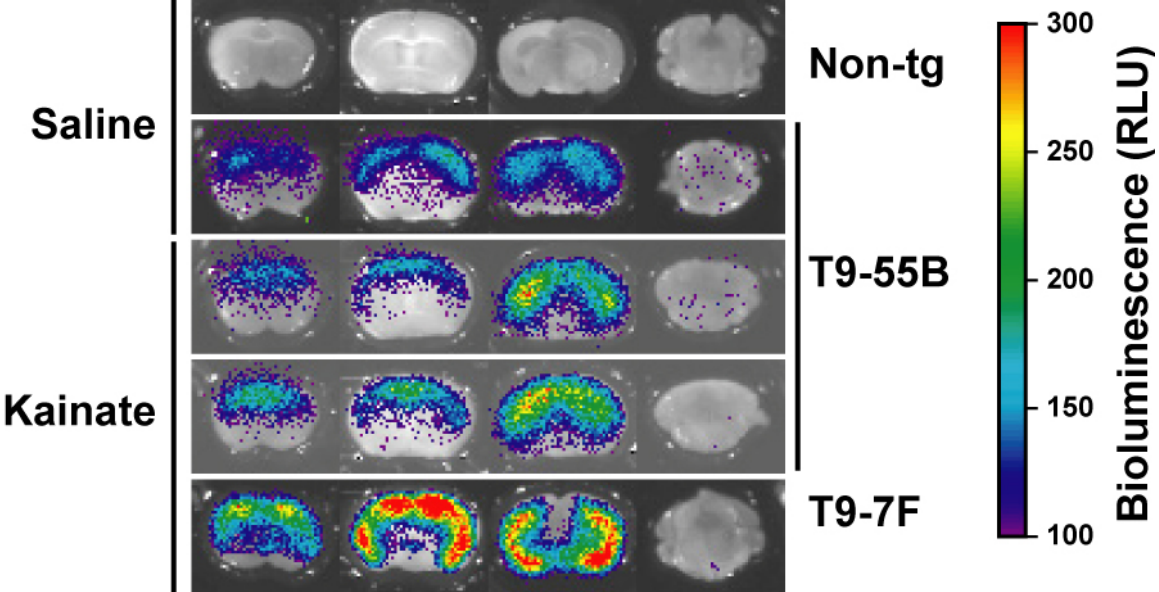 Saline
Kainate
Non-tg
T9-55B
T9-7F
300
250
200
150
100
Bioluminescence (RLU)